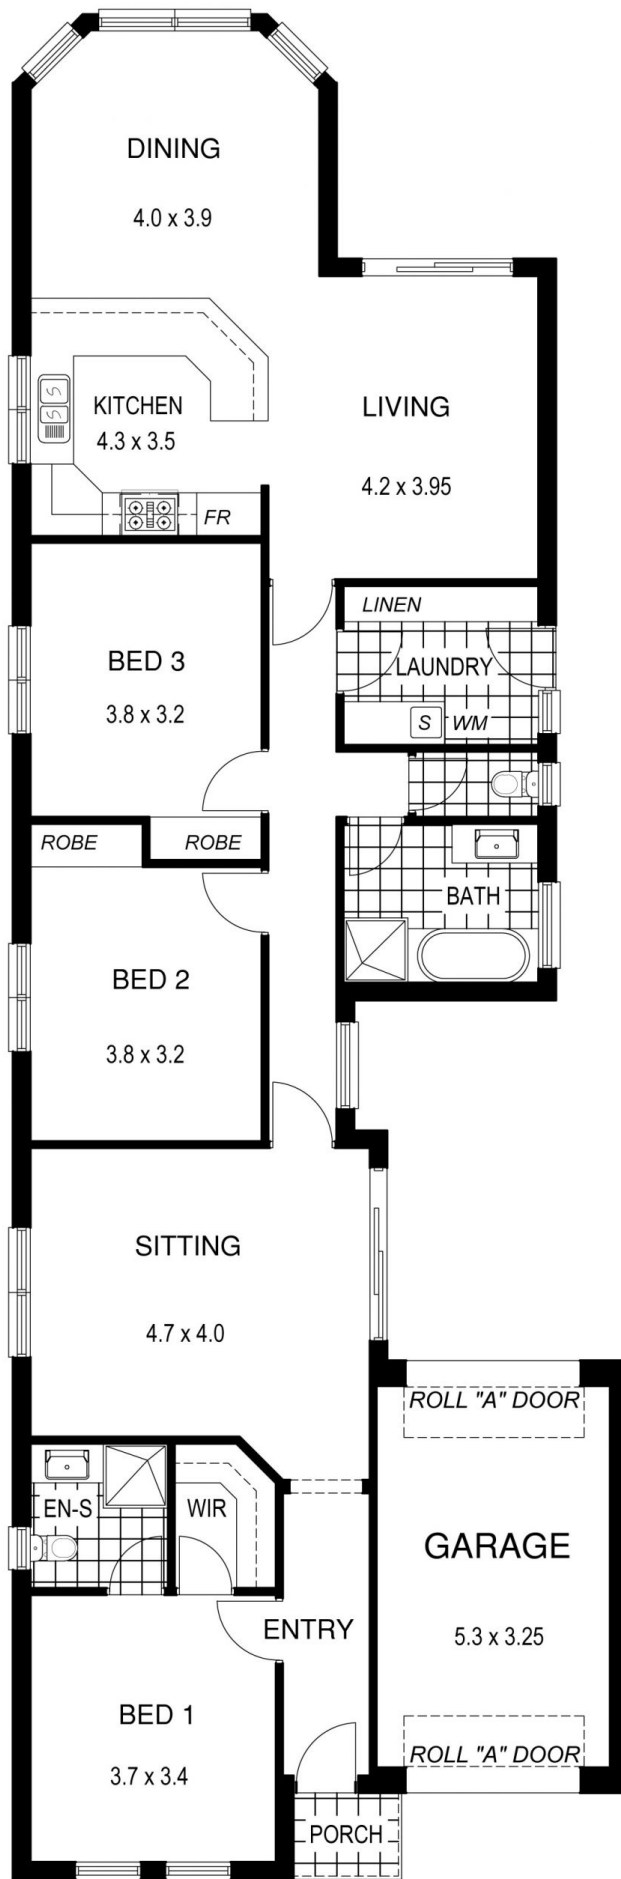 DINING
4.0 x 3.9
KITCHEN
4.3 x 3.5
LIVING
4.2 x 3.95
FR
LINEN
BED 3
3.8 x 3.2
LAUNDRY
S WM
ROBE
ROBE
BATH
BED 2
3.8 x 3.2
SITTING
4.7 x 4.0
ROLL "A" DOOR
EN-S
WIR
GARAGE
5.3 x 3.25
ENTRY
BED 1
3.7 x 3.4
ROLL "A" DOOR
PORCH